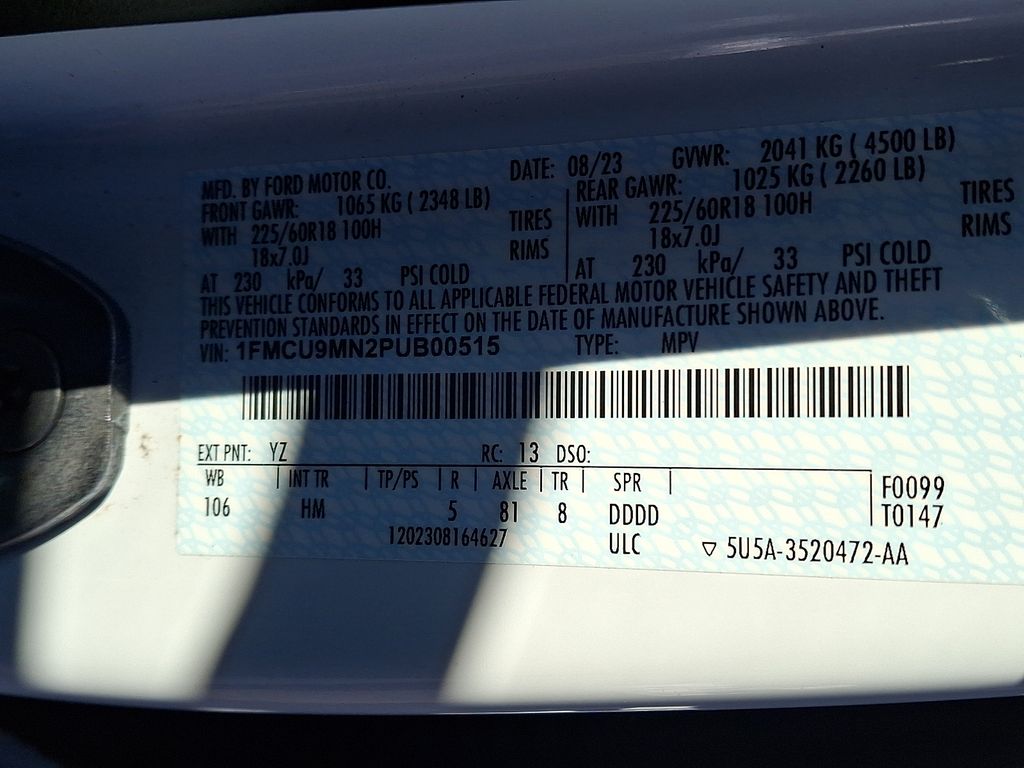 MFD. BY FORD MOTOR CO. DATE: 08/23 GVWR: 2041 KG ( 4500 LB)
FRONT GAWR: 1065 KG ( 2348 LB) REAR GAWR: 1025 KG ( 2260 LB)
WITH 225/60R18 100H TIRES WITH 225/60R18 100H TIRES
18x7.0J RIMS 18x7.0J RIMS
AT 230 kPa/ 33 PSI COLD AT 230 kPa/ 33 PSI COLD
THIS VEHICLE CONFORMS TO ALL APPLICABLE FEDERAL MOTOR VEHICLE SAFETY AND THEFT
PREVENTION STANDARDS IN EFFECT ON THE DATE OF MANUFACTURE SHOWN ABOVE.
VIN: 1FMCU9MN2PUB00515 TYPE: MPV
EXT PNT: YZ RC: 13 DSO:
WB INT TR TP/PS R AXLE TR SPR F0099
106 HM 5 81 8 DDDD T0147
1202308164627 ULC ▽ 5U5A-3520472-AA